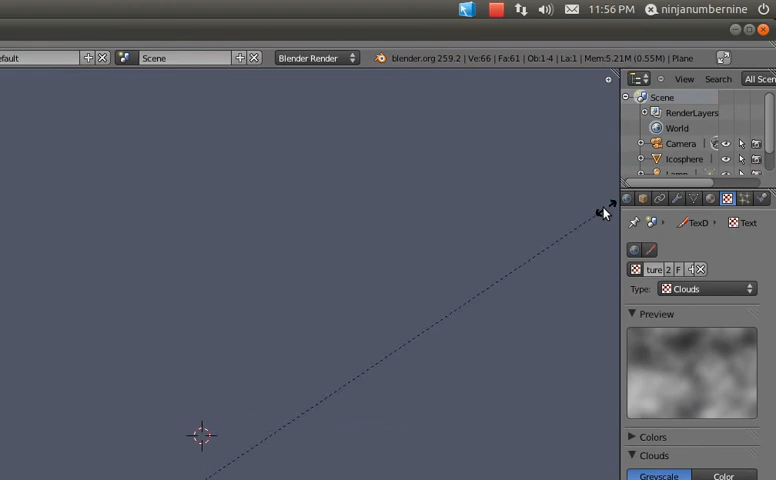 11:56 PM ninjanumbernine
efault Scene Blender Render blender.org 259.2 | Ve:66 | Fa:61 | Ob:1-4 | La:1 | Mem:5.21M (0.55M) | Plane
View Search All Scen
Scene
RenderLayers
World
Camera
Icosphere
Lamp
TexD Text
ture 2 F
Type: Clouds
Preview
Colors
Clouds
Greyscale Color